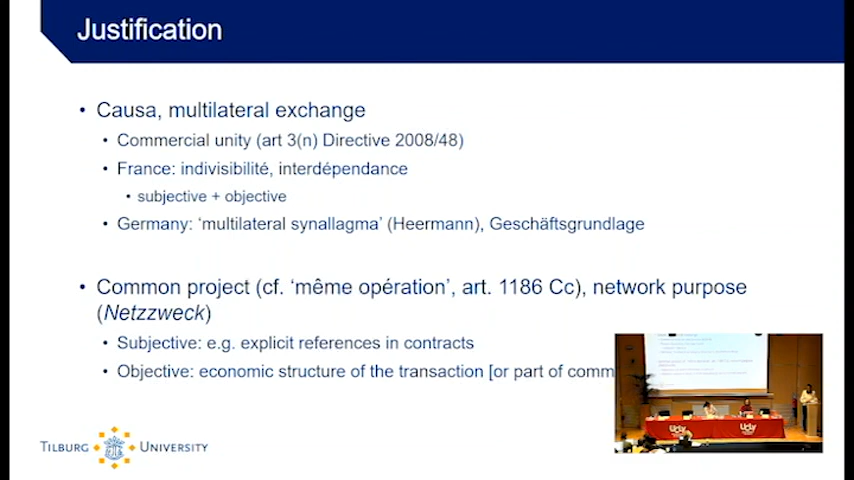 Justification
• Causa, multilateral exchange
• Commercial unity (art 3(n) Directive 2008/48)
• France: indivisibilité, interdépendance
• subjective + objective
• Germany: ‘multilateral synallagma’ (Heermann), Geschäftsgrundlage
• Common project (cf. ‘même opération’, art. 1186 Cc), network purpose
(Netzzweck)
• Subjective: e.g. explicit references in contracts
• Objective: economic structure of the transaction [or part of comm
TILBURG UNIVERSITY